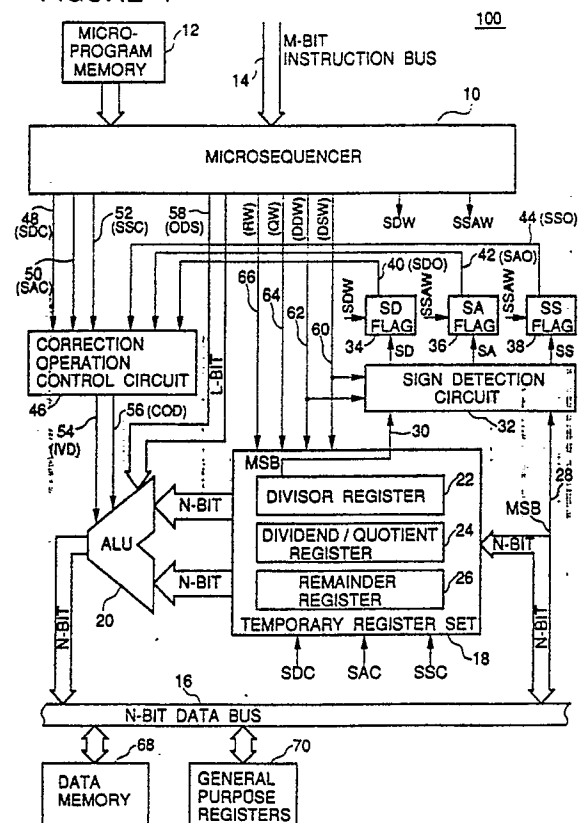 100
MICRO-
PROGRAM
MEMORY
12
M-BIT
INSTRUCTION BUS
14
10
MICROSEQUENCER
48
(SDC)
50
(SAC)
52
(SSC)
58
(ODS)
(RW)
(QW)
(DDW)
(DSW)
SDW
SSAW
44
(SSO)
42
(SAO)
40 (SDO)
66
64
62
60
SDW
SD
FLAG
34
SSAW
SA
FLAG
36
SSAW
SS
FLAG
38
SD
SA
SS
CORRECTION
OPERATION
CONTROL CIRCUIT
46
L-BIT
SIGN DETECTION
CIRCUIT
32
54
(IVD)
56 (COD)
30
MSB
28
MSB
DIVISOR REGISTER
22
N-BIT
ALU
20
DIVIDEND / QUOTIENT
REGISTER
24
N-BIT
N-BIT
REMAINDER
REGISTER
26
TEMPORARY REGISTER SET
18
N-BIT
N-BIT
SDC
SAC
SSC
16
N-BIT DATA BUS
68
70
DATA
MEMORY
GENERAL
PURPOSE
REGISTERS